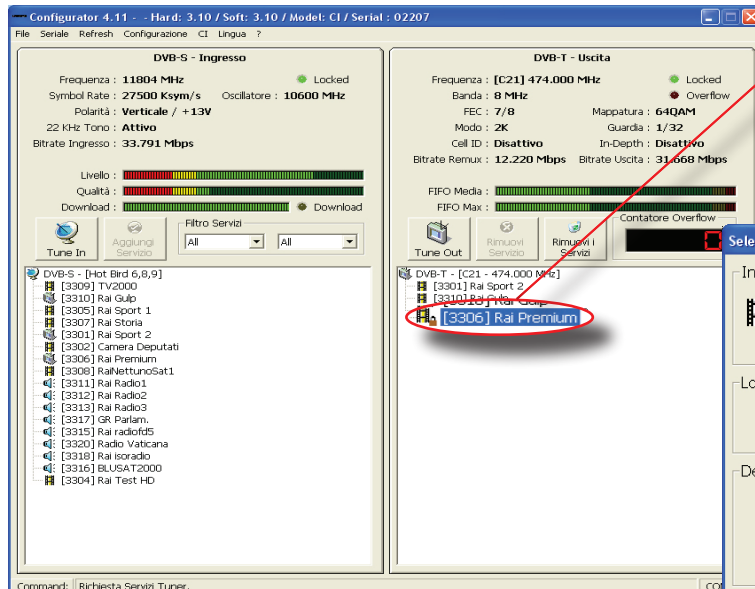 Configurator 4.11 - - Hard: 3.10 / Soft: 3.10 / Model: CI / Serial : 02207
File Seriale Refresh Configurazione CI Lingua ?
DVB-S - Ingresso
Frequenza : 11804 MHz
Locked
Symbol Rate : 27500 Ksym/s
Oscillatore : 10600 MHz
Polarità : Verticale / +13V
22 KHz Tono : Attivo
Bitrate Ingresso : 33.791 Mbps
Livello :
Qualità :
Download :
Download
Tune In
Aggiungi
Servizio
Filtro Servizi
All
All
DVB-S - [Hot Bird 6,8,9]
[3309] TV2000
[3310] Rai Gulp
[3305] Rai Sport 1
[3307] Rai Storia
[3301] Rai Sport 2
[3302] Camera Deputati
[3306] Rai Premium
[3308] RaiNettunoSat1
[3311] Rai Radio1
[3312] Rai Radio2
[3313] Rai Radio3
[3317] GR Parlam.
[3315] Rai radiofd5
[3320] Radio Vaticana
[3318] Rai isoradio
[3316] BLUSAT2000
[3304] Rai Test HD
DVB-T - Uscita
Frequenza : [C21] 474.000 MHz
Locked
Banda : 8 MHz
Overflow
FEC : 7/8
Mappatura : 64QAM
Modo : 2K
Guardia : 1/32
Cell ID : Disattivo
In-Depth : Disattivo
Bitrate Remux : 12.220 Mbps
Bitrate Uscita : 31.668 Mbps
FIFO Media :
FIFO Max :
Tune Out
Rimuovi
Servizio
Rimuovi i
Servizi
Contatore Overflow
0
DVB-T - [C21 - 474.000 MHz]
[3301] Rai Sport 2
[3310] Rai Gulp
[3306] Rai Premium
Command: Richiesta Servizi Tuner.